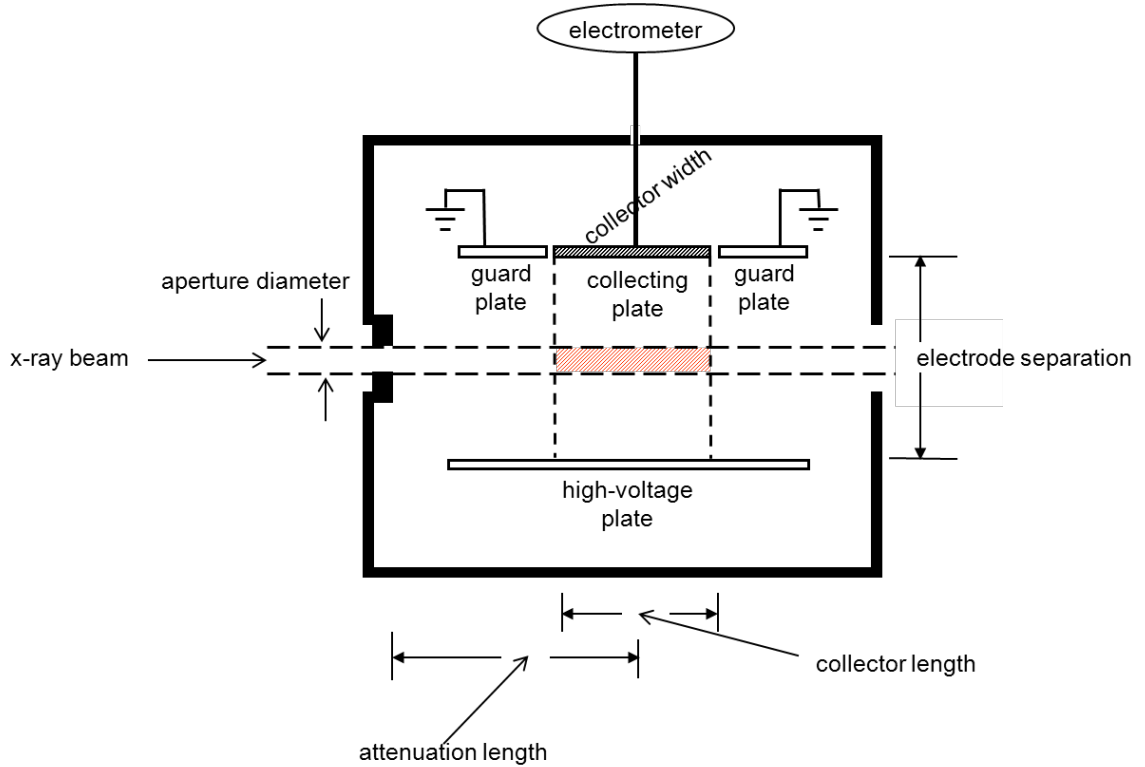 electrometer
collector width
guard
plate
collecting
plate
guard
plate
aperture diameter
x-ray beam
electrode separation
high-voltage
plate
collector length
attenuation length